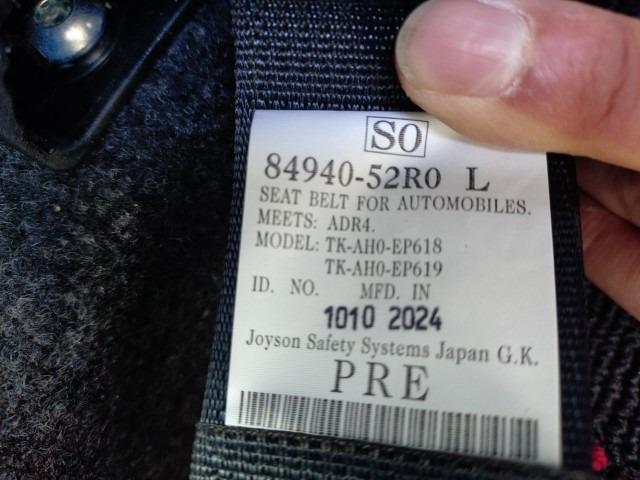 SO
84940-52R0 L
SEAT BELT FOR AUTOMOBILES.
MEETS: ADR4.
MODEL: TK-AH0-EP618
TK-AH0-EP619
ID. NO. MFD. IN
1010 2024
Joyson Safety Systems Japan G.K.
PRE